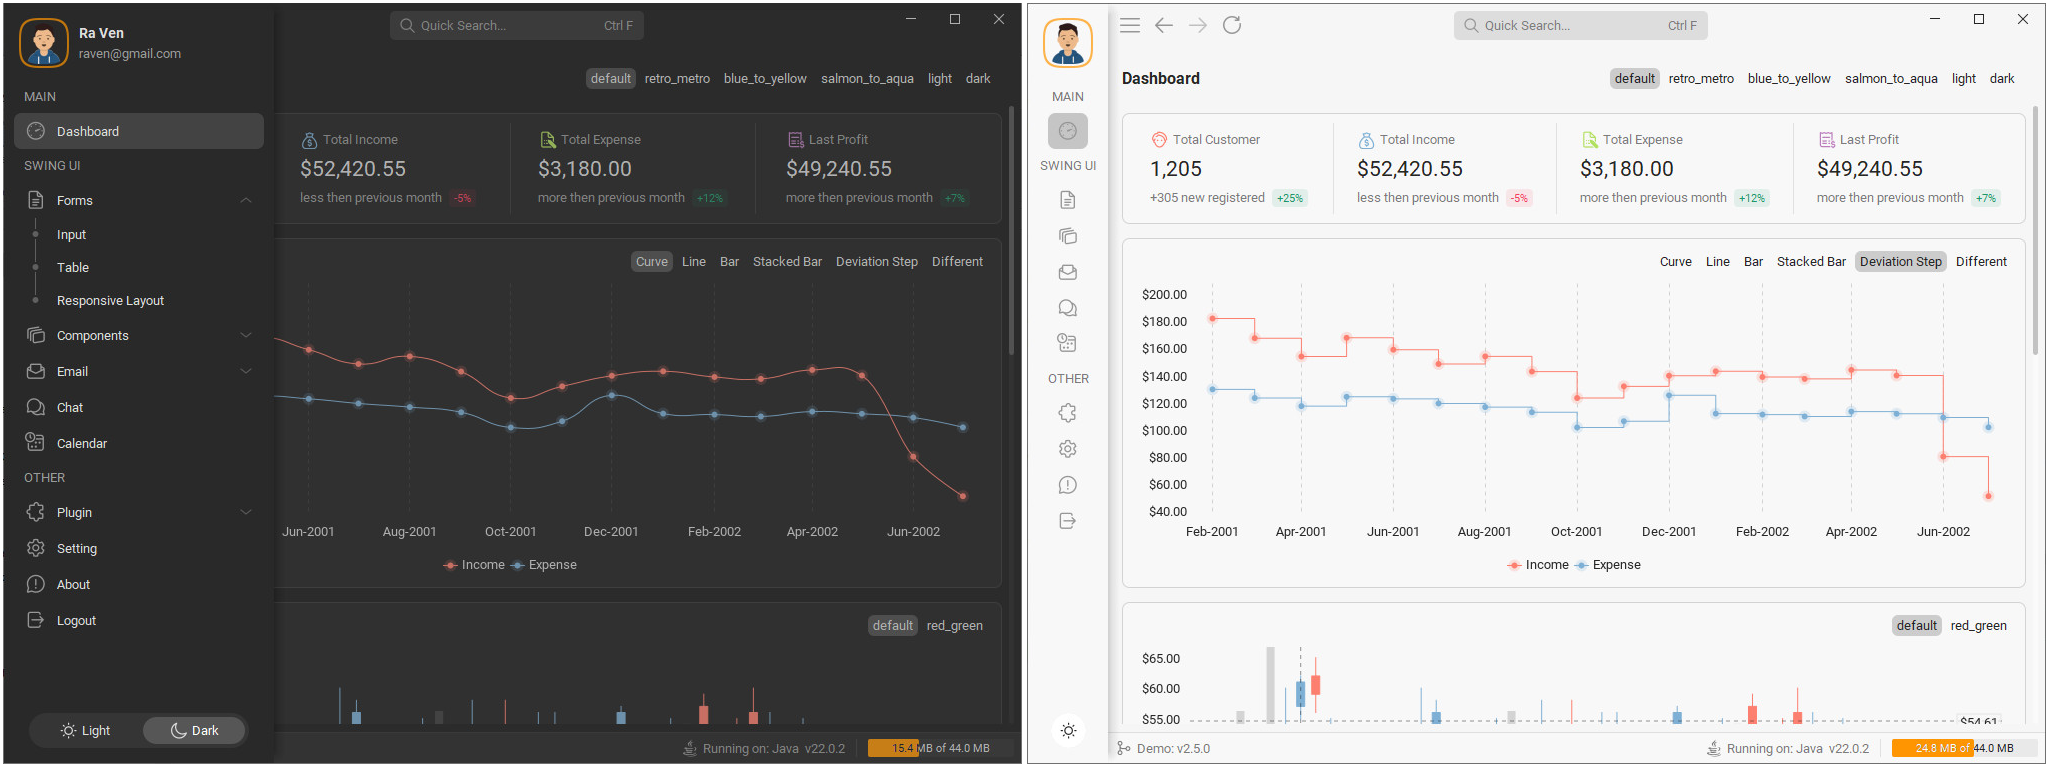 Ra Ven
raven@gmail.com
MAIN
Dashboard
SWING UI
Forms
Input
Table
Responsive Layout
Components
Email
Chat
Calendar
OTHER
Plugin
Setting
About
Logout
Light Dark
Quick Search... Ctrl F
default retro_metro blue_to_yellow salmon_to_aqua light dark
Total Income Total Expense Last Profit
$52,420.55 $3,180.00 $49,240.55
less then previous month -5% more then previous month +12% more then previous month +7%
Curve Line Bar Stacked Bar Deviation Step Different
Jun-2001 Aug-2001 Oct-2001 Dec-2001 Feb-2002 Apr-2002 Jun-2002
Income Expense
default red_green
Running on: Java v22.0.2 15.4 MB of 44.0 MB
MAIN
SWING UI
OTHER
Quick Search... Ctrl F
Dashboard default retro_metro blue_to_yellow salmon_to_aqua light dark
Total Customer Total Income Total Expense Last Profit
1,205 $52,420.55 $3,180.00 $49,240.55
+305 new registered +25% less then previous month -5% more then previous month +12% more then previous month +7%
Curve Line Bar Stacked Bar Deviation Step Different
$200.00
$180.00
$160.00
$140.00
$120.00
$100.00
$80.00
$60.00
$40.00
Feb-2001 Apr-2001 Jun-2001 Aug-2001 Oct-2001 Dec-2001 Feb-2002 Apr-2002 Jun-2002
Income Expense
default red_green
$65.00
$60.00
$55.00
$54.61
Demo: v2.5.0 Running on: Java v22.0.2 24.8 MB of 44.0 MB